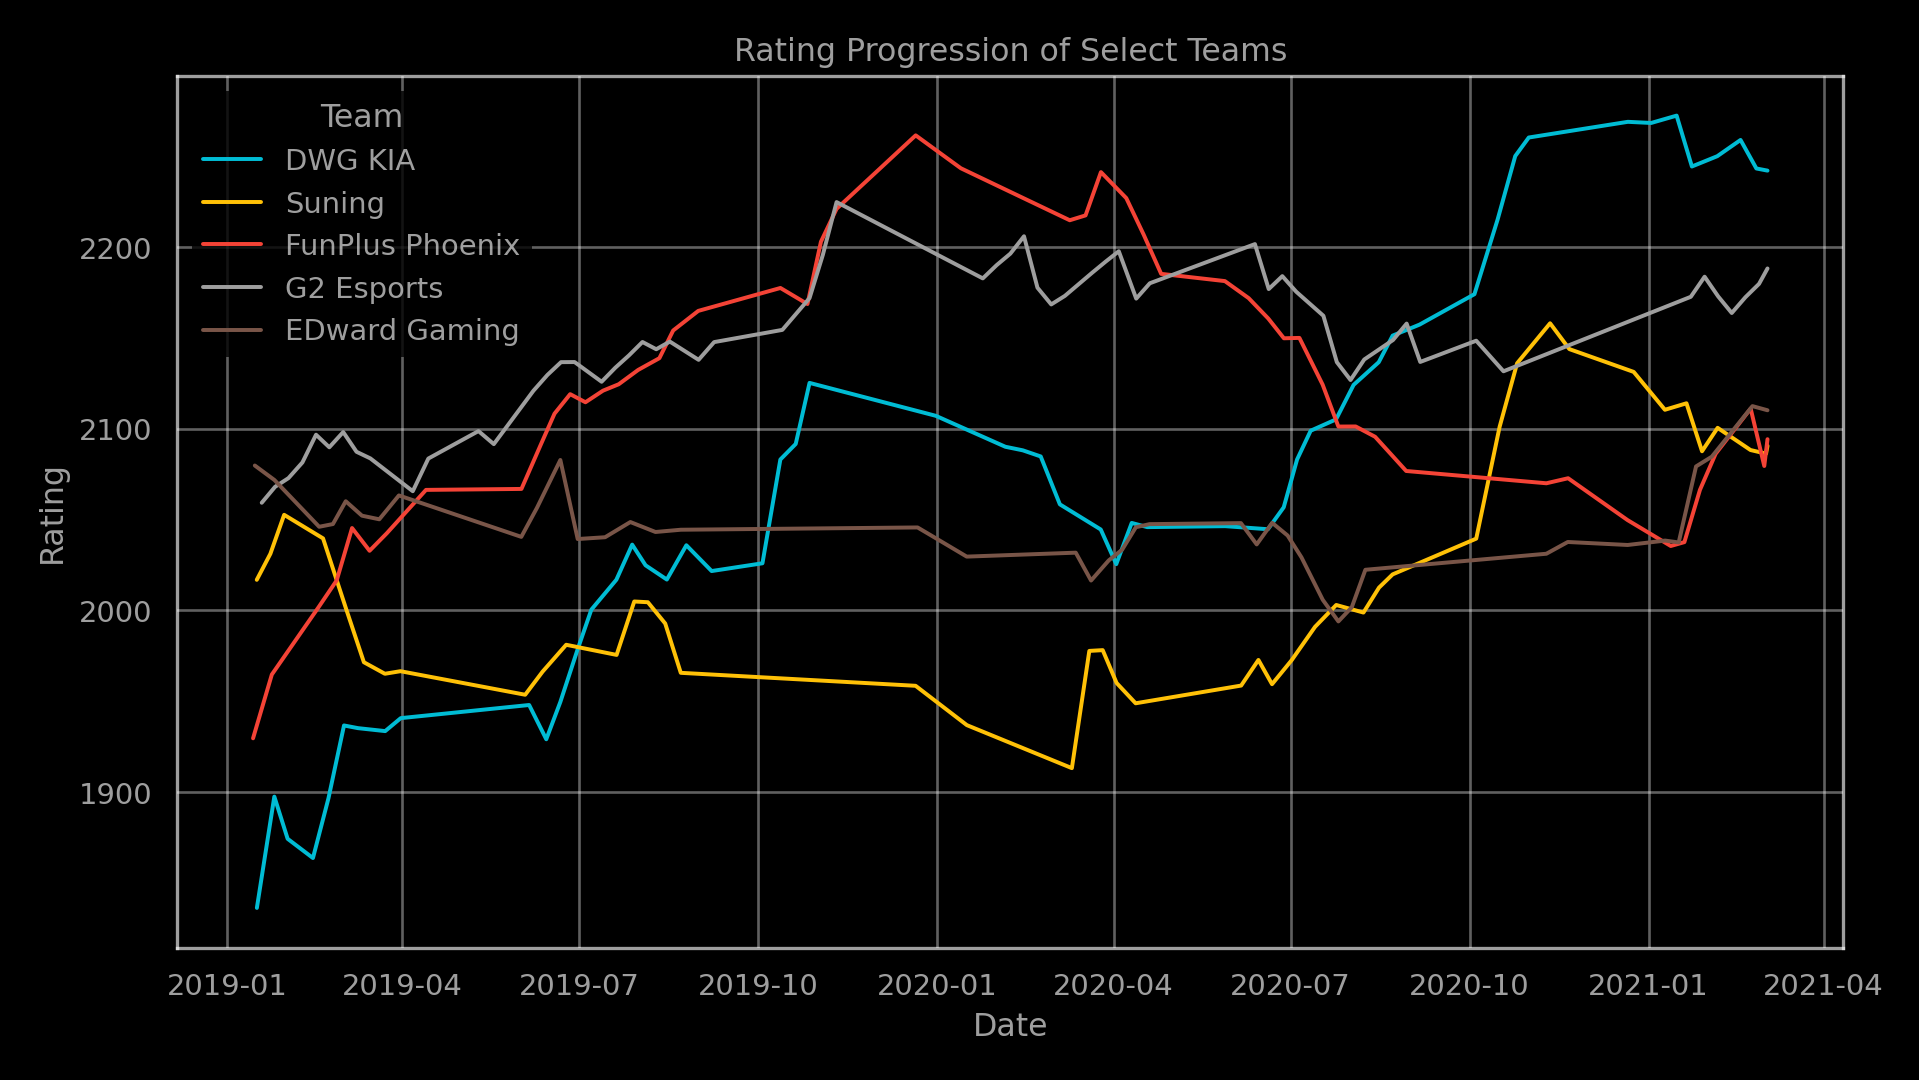 Rating Progression of Select Teams
Team
DWG KIA
Suning
FunPlus Phoenix
G2 Esports
EDward Gaming
Rating
2200
2100
2000
1900
2019-01 2019-04 2019-07 2019-10 2020-01 2020-04 2020-07 2020-10 2021-01 2021-04
Date